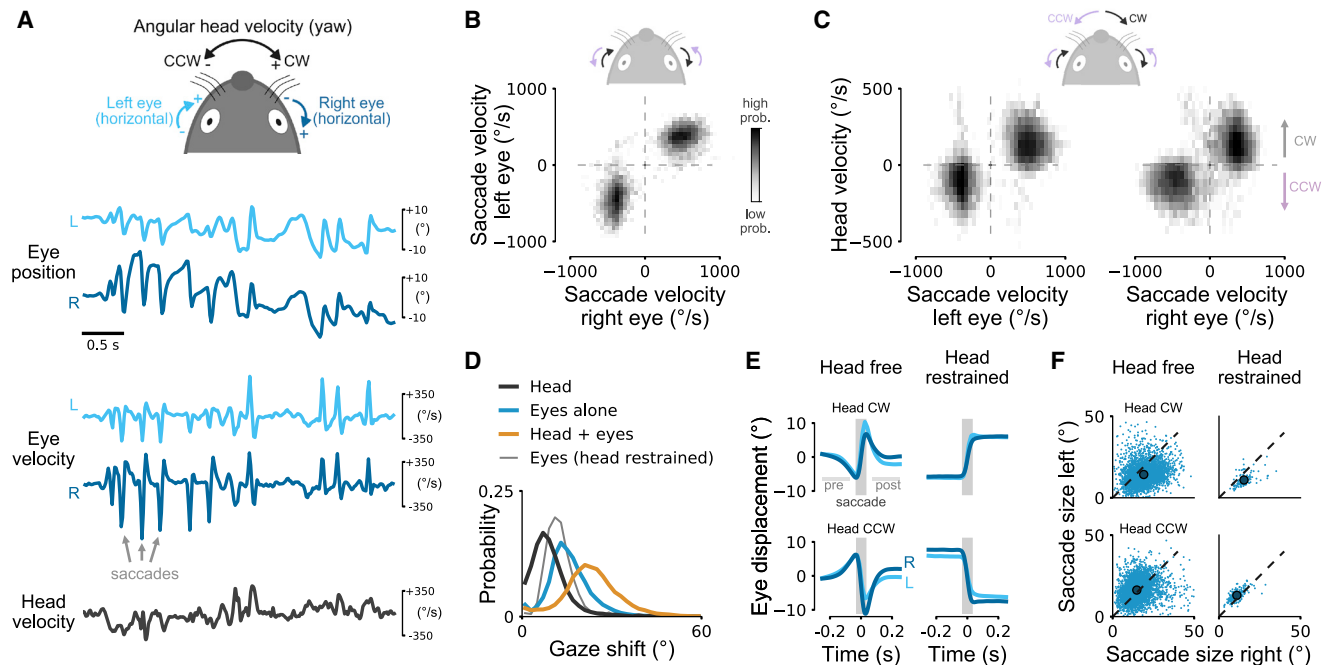 A
Angular head velocity (yaw)
CCW - + CW
Left eye
(horizontal)
+
-
Right eye
(horizontal)
-
+
L
+10
(°)
-10
Eye
position
R
+10
(°)
-10
0.5 s
L
+350
(°/s)
-350
Eye
velocity
R
+350
(°/s)
-350
saccades
Head
velocity
+350
(°/s)
-350
B
Saccade velocity
left eye (°/s)
1000
0
−1000
high
prob.
low
prob.
−1000 0 1000
Saccade velocity
right eye (°/s)
C
CCW CW
Head velocity (°/s)
500
0
−500
CW
CCW
−1000 0 1000
Saccade velocity
left eye (°/s)
−1000 0 1000
Saccade velocity
right eye (°/s)
D
Head
Eyes alone
Head + eyes
Eyes (head restrained)
Probability
0.25
0
0 60
Gaze shift (°)
E
Head free
Head
restrained
Eye displacement (°)
Head CW
10
0
−10
pre post
saccade
Head CCW
10
0
−10
R
L
-0.2 0 0.2
Time (s)
-0.2 0 0.2
Time (s)
F
Head free
Head
restrained
Saccade size left (°)
Head CW
50
0
Head CCW
50
0
0 50
0 50
Saccade size right (°)